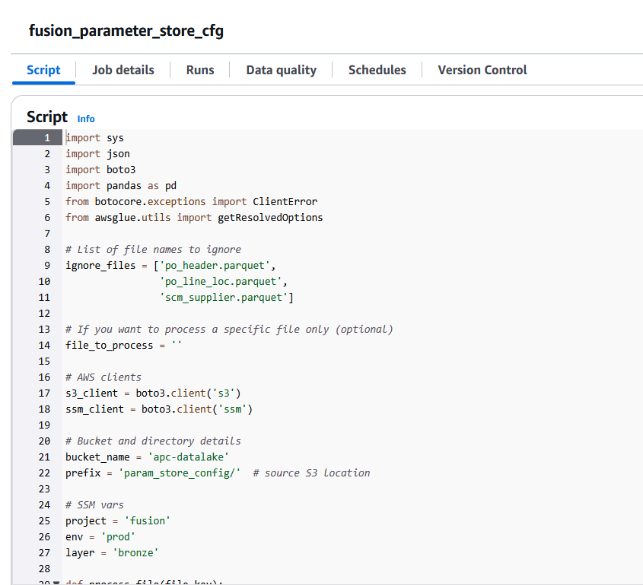 fusion_parameter_store_cfg
Script Job details Runs Data quality Schedules Version Control
Script Info
1 import sys
2 import json
3 import boto3
4 import pandas as pd
5 from botocore.exceptions import ClientError
6 from awsglue.utils import getResolvedOptions
7
8 # List of file names to ignore
9 ignore_files = ['po_header.parquet',
10 'po_line_loc.parquet',
11 'scm_supplier.parquet']
12
13 # If you want to process a specific file only (optional)
14 file_to_process = ''
15
16 # AWS clients
17 s3_client = boto3.client('s3')
18 ssm_client = boto3.client('ssm')
19
20 # Bucket and directory details
21 bucket_name = 'apc-datalake'
22 prefix = 'param_store_config/' # source S3 location
23
24 # SSM vars
25 project = 'fusion'
26 env = 'prod'
27 layer = 'bronze'
28
29 def process_file(file_key):